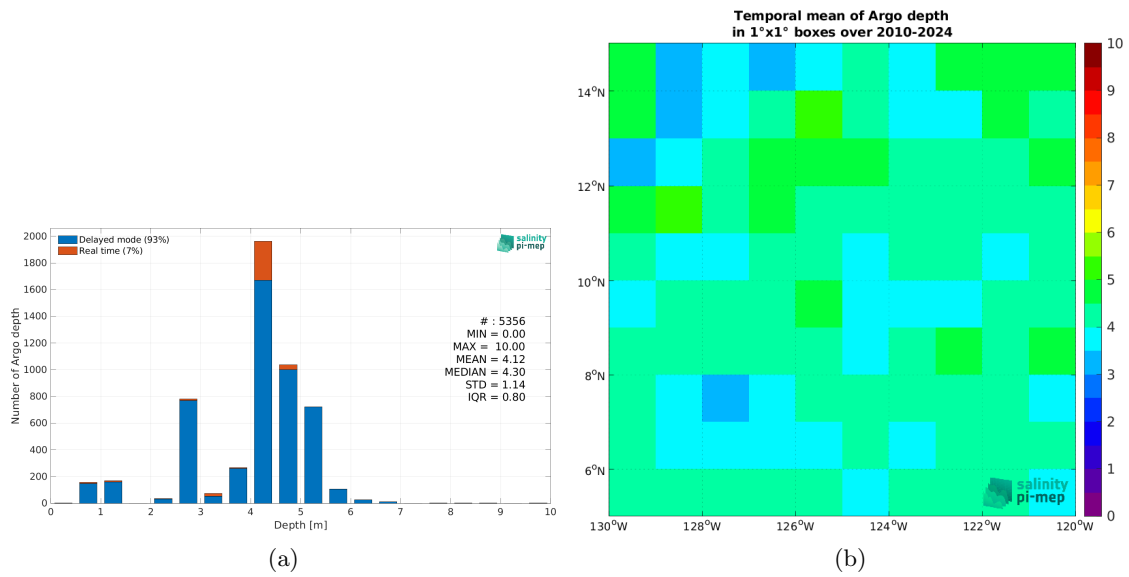 Delayed mode (93%)
Real time (7%)
salinity
pi-mep
# : 5356
MIN = 0.00
MAX = 10.00
MEAN = 4.12
MEDIAN = 4.30
STD = 1.14
IQR = 0.80
Number of Argo depth
2000
1800
1600
1400
1200
1000
800
600
400
200
0
0 1 2 3 4 5 6 7 8 9 10
Depth [m]
(a)
Temporal mean of Argo depth
in 1°x1° boxes over 2010-2024
14°N
12°N
10°N
8°N
6°N
130°W 128°W 126°W 124°W 122°W 120°W
salinity
pi-mep
10
9
8
7
6
5
4
3
2
1
0
(b)